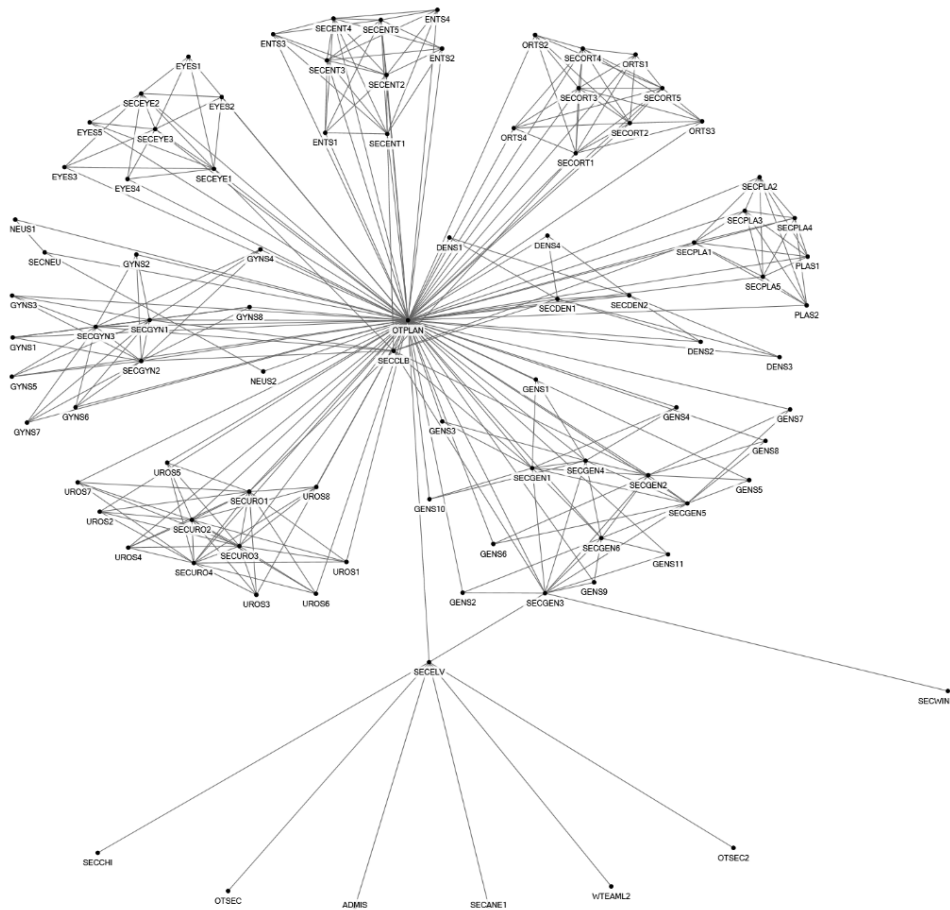 ENTS4
SECENT4
SECENT5
ENTS3
ENTS2
SECENT3
SECENT2
ENTS1
SECENT1
ORTS2
SECORT4
ORTS1
SECORT3
SECORT5
ORTS4
SECORT2
ORTS3
SECORT1
EYES1
SECEYE2
EYES2
EYES5
SECEYE3
EYES3
EYES4
SECEYE1
SECPLA2
SECPLA3
SECPLA4
SECPLA1
PLAS1
SECPLA5
PLAS2
NEUS1
SECNEU
GYNS2
GYNS4
GYNS3
GYNS8
SECGYN1
SECGYN3
GYNS1
SECGYN2
GYNS5
GYNS6
GYNS7
NEUS2
DENS1
DENS4
SECDEN1
SECDEN2
DENS2
DENS3
OTPLAN
SECCLB
GENS1
GENS4
GENS7
GENS3
GENS8
SECGEN4
SECGEN1
SECGEN2
GENS5
GENS10
SECGEN5
GENS6
SECGEN6
GENS11
GENS9
GENS2
SECGEN3
UROS5
UROS7
SECURO1
UROS8
UROS2
SECURO2
UROS4
SECURO3
SECURO4
UROS1
UROS3
UROS6
SECELV
SECWIN
SECCHI
OTSEC2
OTSEC
WTEAML2
ADMIS
SECANE1